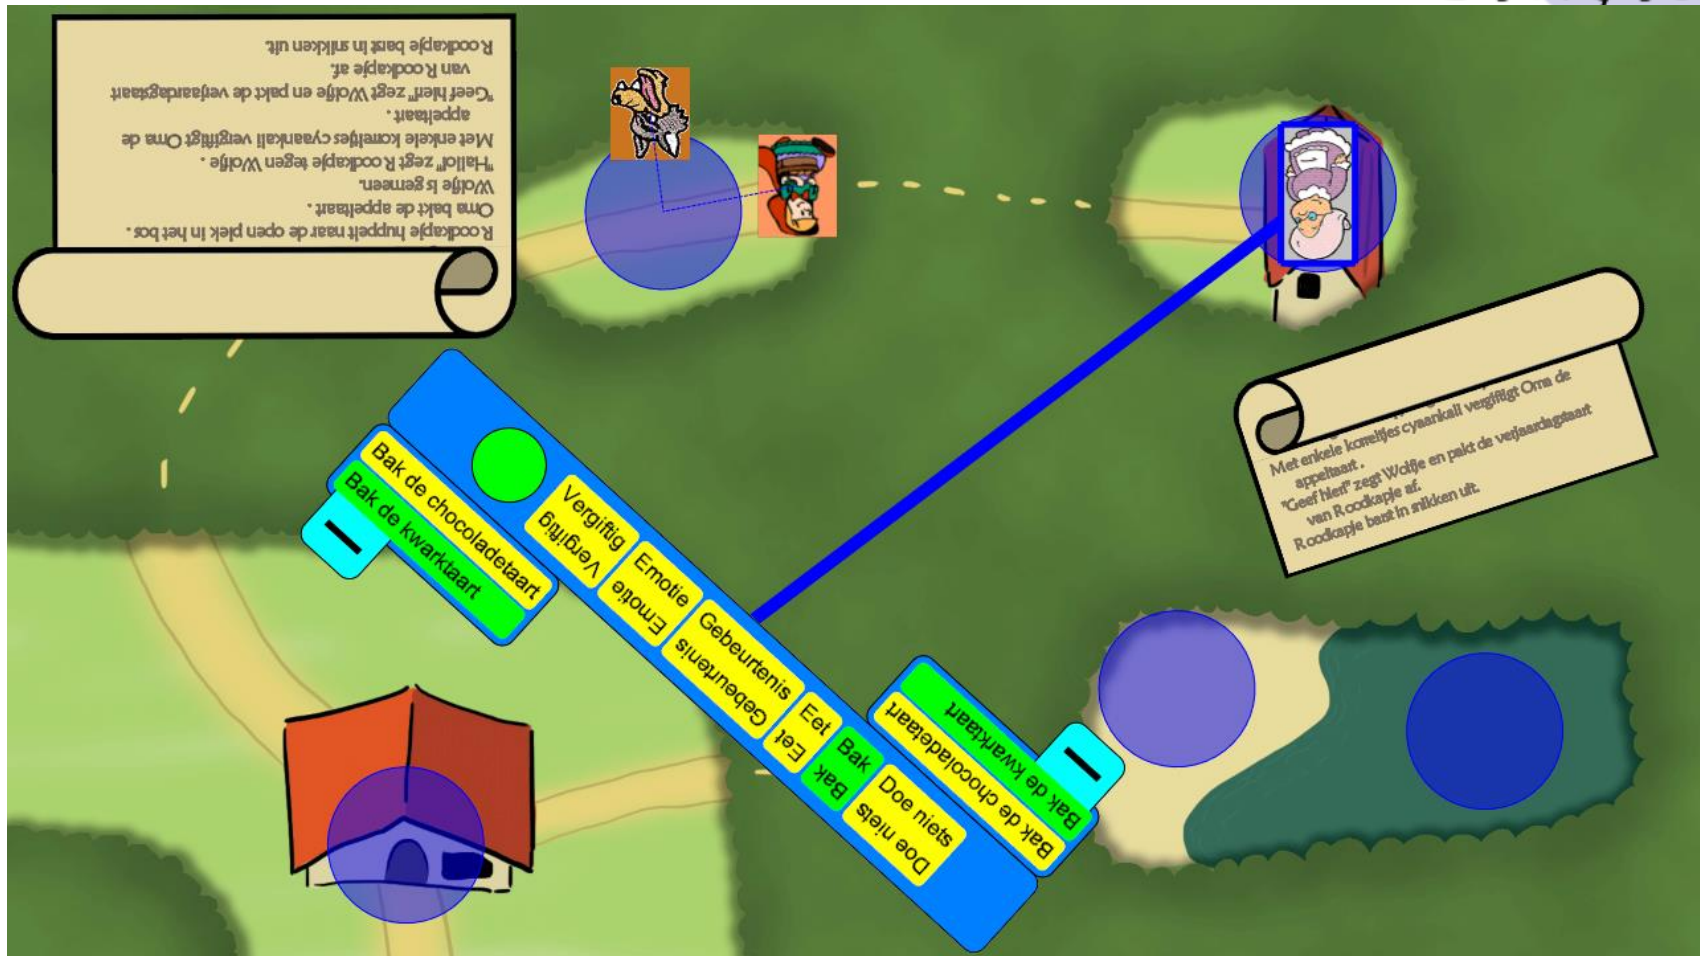 Roodkapje huppelt naar de open plek in het bos .
Oma bakt de appeltaart .
Wolfje is gemeen.
"Hallo!" zegt Roodkapje tegen Wolfje .
Met enkele korreltjes cyaankali vergiftigt Oma de
appeltaart .
"Geef hier!" zegt Wolfje en pakt de verjaardagstaart
van Roodkapje af.
Roodkapje barst in snikken uit.
Met enkele korreltjes cyaankali vergiftigt Oma de
appeltaart .
"Geef hier!" zegt Wolfje en pakt de verjaardagstaart
van Roodkapje af.
Roodkapje barst in snikken uit.
Bak de chocoladetaart
Bak de kwarktaart
Vergiftig
Vergiftig
Emotie
Emotie
Gebeurtenis
Gebeurtenis
Eet
Eet
Bak
Bak
Doe niets
Doe niets
Bak de kwarktaart
Bak de chocoladetaart